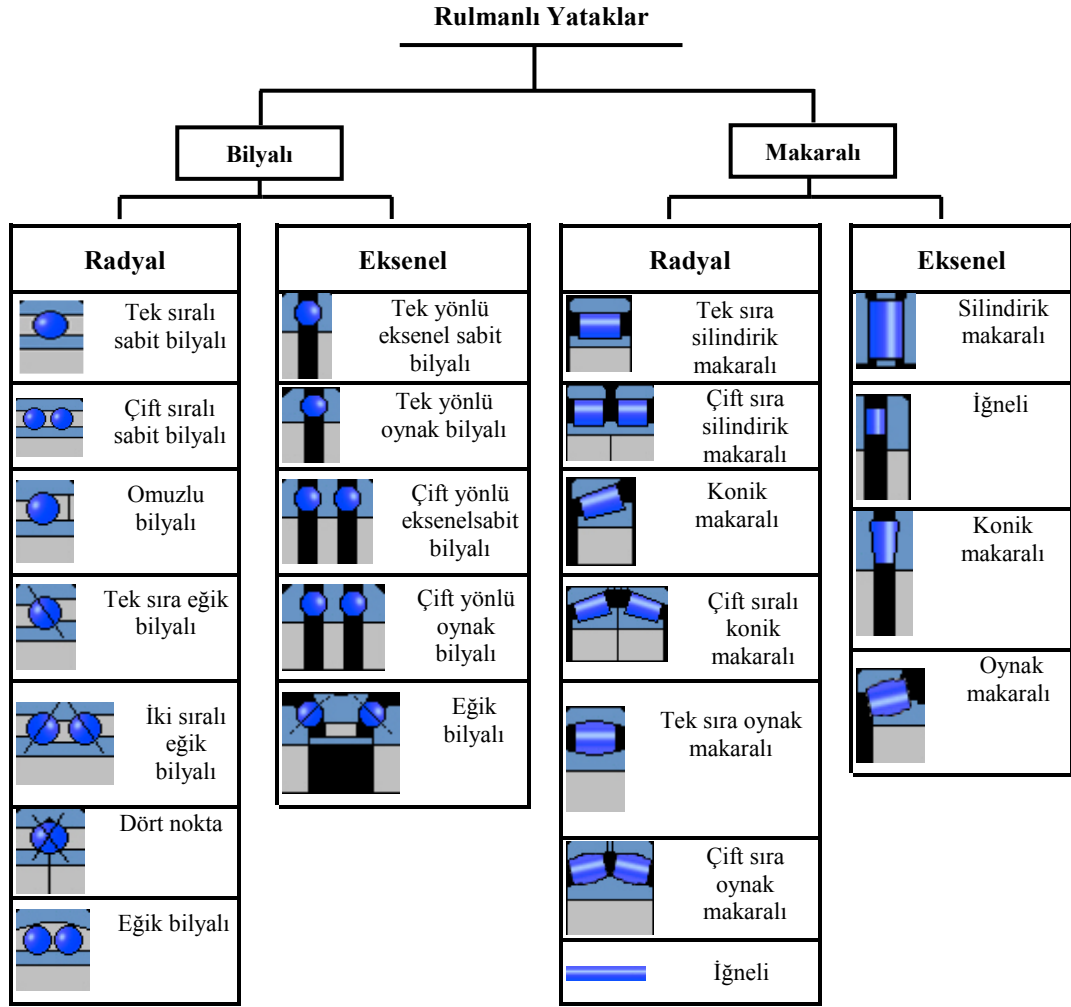 Rulmanlı Yataklar
Bilyalı
Makaralı
Radyal
Tek sıralı
sabit bilyalı
Çift sıralı
sabit bilyalı
Omuzlu
bilyalı
Tek sıra eğik
bilyalı
İki sıralı
eğik
bilyalı
Dört nokta
Eğik bilyalı
Eksenel
Tek yönlü
eksenel sabit
bilyalı
Tek yönlü
oynak bilyalı
Çift yönlü
eksenelsabit
bilyalı
Çift yönlü
oynak
bilyalı
Eğik
bilyalı
Radyal
Tek sıra
silindirik
makaralı
Çift sıra
silindirik
makaralı
Konik
makaralı
Çift sıralı
konik
makaralı
Tek sıra oynak
makaralı
Çift sıra
oynak
makaralı
İğneli
Eksenel
Silindirik
makaralı
İğneli
Konik
makaralı
Oynak
makaralı